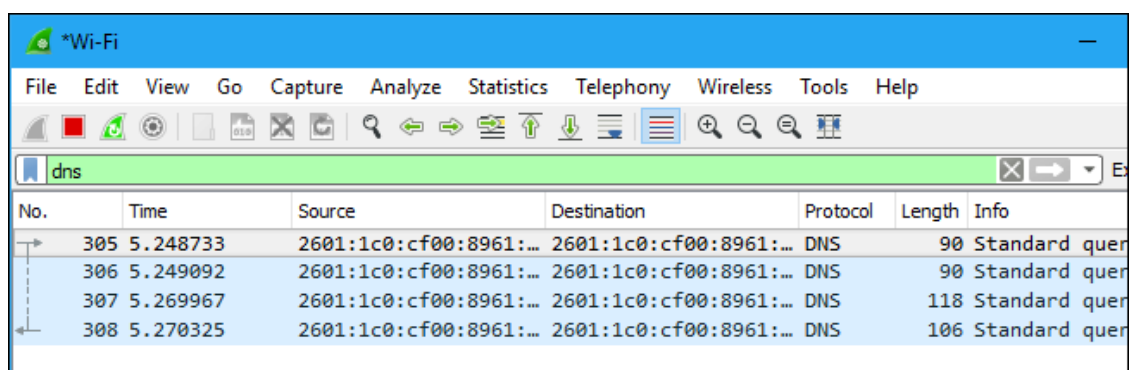 *Wi-Fi
File Edit View Go Capture Analyze Statistics Telephony Wireless Tools Help
dns
No. Time Source Destination Protocol Length Info
305 5.248733 2601:1c0:cf00:8961:… 2601:1c0:cf00:8961:… DNS 90 Standard quer
306 5.249092 2601:1c0:cf00:8961:… 2601:1c0:cf00:8961:… DNS 90 Standard quer
307 5.269967 2601:1c0:cf00:8961:… 2601:1c0:cf00:8961:… DNS 118 Standard quer
308 5.270325 2601:1c0:cf00:8961:… 2601:1c0:cf00:8961:… DNS 106 Standard quer